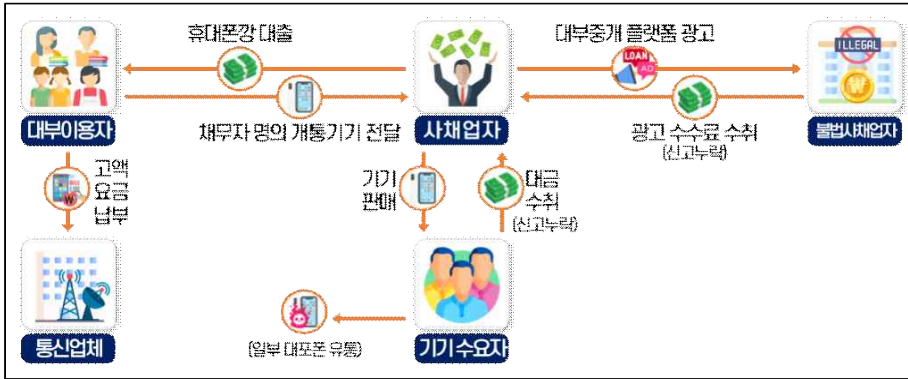 휴대폰깡 대출
대부중개 플랫폼 광고
LOAN
AD
ILLEGAL
대부이용자
채무자 명의 개통기기 전달
사채업자
광고 수수료 수취
(신고누락)
불법사채업자
고액
요금
납부
기기
판매
대금
수취
(신고누락)
통신업체
(일부 대포폰 유통)
기기 수요자